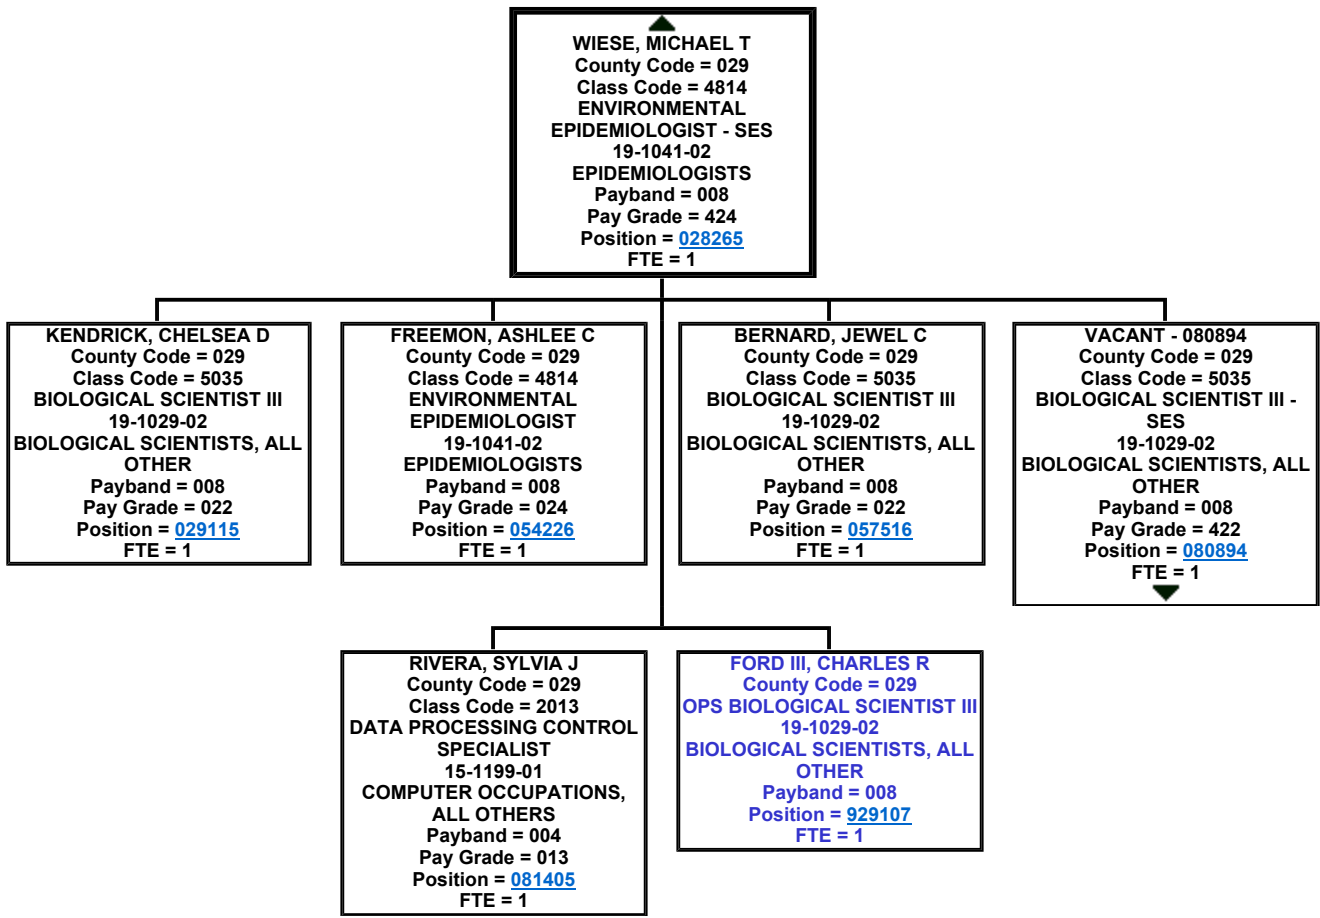 WIESE, MICHAEL T
County Code = 029
Class Code = 4814
ENVIRONMENTAL
EPIDEMIOLOGIST - SES
19-1041-02
EPIDEMIOLOGISTS
Payband = 008
Pay Grade = 424
Position = 028265
FTE = 1
KENDRICK, CHELSEA D
County Code = 029
Class Code = 5035
BIOLOGICAL SCIENTIST III
19-1029-02
BIOLOGICAL SCIENTISTS, ALL
OTHER
Payband = 008
Pay Grade = 022
Position = 029115
FTE = 1
FREEMON, ASHLEE C
County Code = 029
Class Code = 4814
ENVIRONMENTAL
EPIDEMIOLOGIST
19-1041-02
EPIDEMIOLOGISTS
Payband = 008
Pay Grade = 024
Position = 054226
FTE = 1
BERNARD, JEWEL C
County Code = 029
Class Code = 5035
BIOLOGICAL SCIENTIST III
19-1029-02
BIOLOGICAL SCIENTISTS, ALL
OTHER
Payband = 008
Pay Grade = 022
Position = 057516
FTE = 1
VACANT - 080894
County Code = 029
Class Code = 5035
BIOLOGICAL SCIENTIST III -
SES
19-1029-02
BIOLOGICAL SCIENTISTS, ALL
OTHER
Payband = 008
Pay Grade = 422
Position = 080894
FTE = 1
RIVERA, SYLVIA J
County Code = 029
Class Code = 2013
DATA PROCESSING CONTROL
SPECIALIST
15-1199-01
COMPUTER OCCUPATIONS,
ALL OTHERS
Payband = 004
Pay Grade = 013
Position = 081405
FTE = 1
FORD III, CHARLES R
County Code = 029
OPS BIOLOGICAL SCIENTIST III
19-1029-02
BIOLOGICAL SCIENTISTS, ALL
OTHER
Payband = 008
Position = 929107
FTE = 1